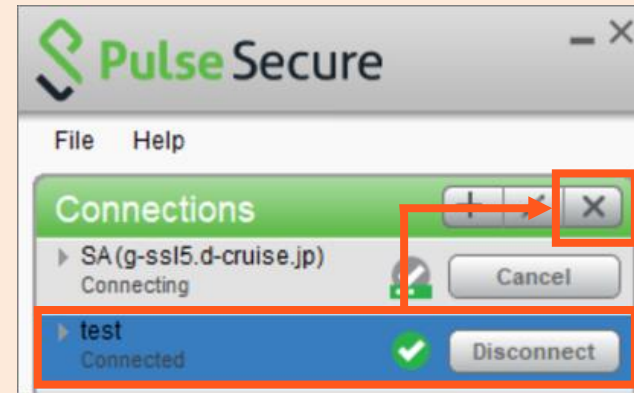 Pulse Secure
File Help
Connections
SA(g-ssl5.d-cruise.jp)
Connecting
Cancel
test
Connected
Disconnect